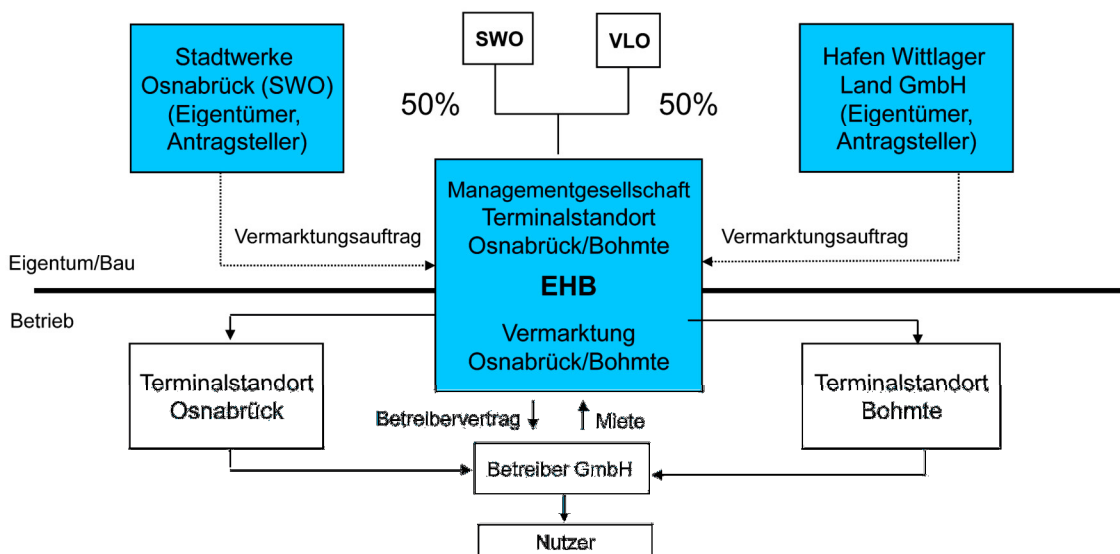 Stadtwerke
Osnabrück (SWO)
(Eigentümer,
Antragsteller)
SWO
VLO
50%
50%
Hafen Wittlager
Land GmbH
(Eigentümer,
Antragsteller)
Managementgesellschaft
Terminalstandort
Osnabrück/Bohmte
EHB
Vermarktung
Osnabrück/Bohmte
Vermarktungsauftrag
Vermarktungsauftrag
Eigentum/Bau
Betrieb
Terminalstandort
Osnabrück
Terminalstandort
Bohmte
Betreibervertrag
Miete
Betreiber GmbH
Nutzer